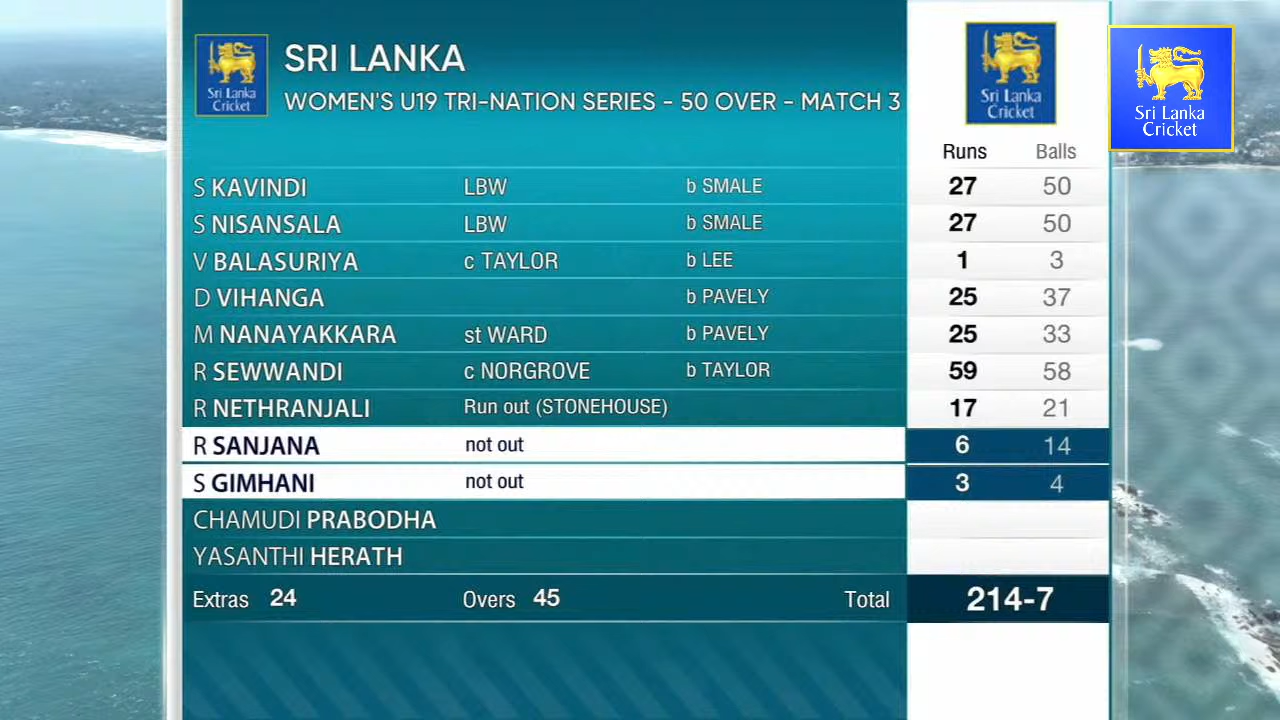 SRI LANKA
WOMEN'S U19 TRI-NATION SERIES - 50 OVER - MATCH 3
Sri Lanka
Cricket
Sri Lanka
Cricket
Sri Lanka
Cricket
Runs Balls
S KAVINDI LBW b SMALE 27 50
S NISANSALA LBW b SMALE 27 50
V BALASURIYA c TAYLOR b LEE 1 3
D VIHANGA b PAVELY 25 37
M NANAYAKKARA st WARD b PAVELY 25 33
R SEWWANDI c NORGROVE b TAYLOR 59 58
R NETHRANJALI Run out (STONEHOUSE) 17 21
R SANJANA not out 6 14
S GIMHANI not out 3 4
CHAMUDI PRABODHA
YASANTHI HERATH
Extras 24 Overs 45 Total 214-7